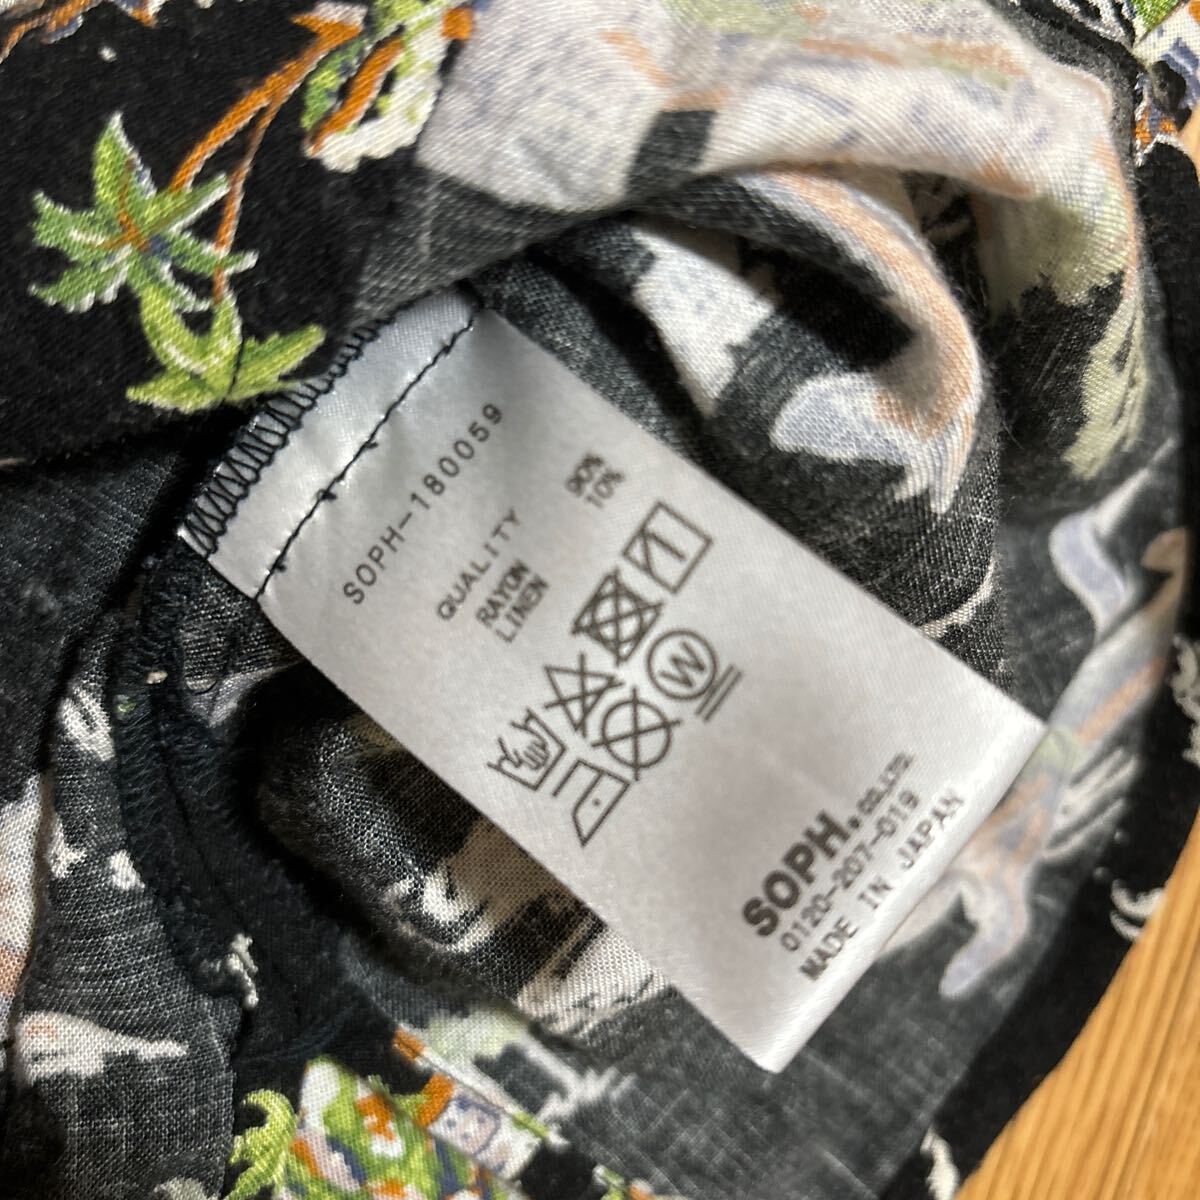 SOPH-180059
QUALITY
RAYON 90%
LINEN 10%
W
SOPH.CO.,LTD.
0120-207-019
MADE IN JAPAN